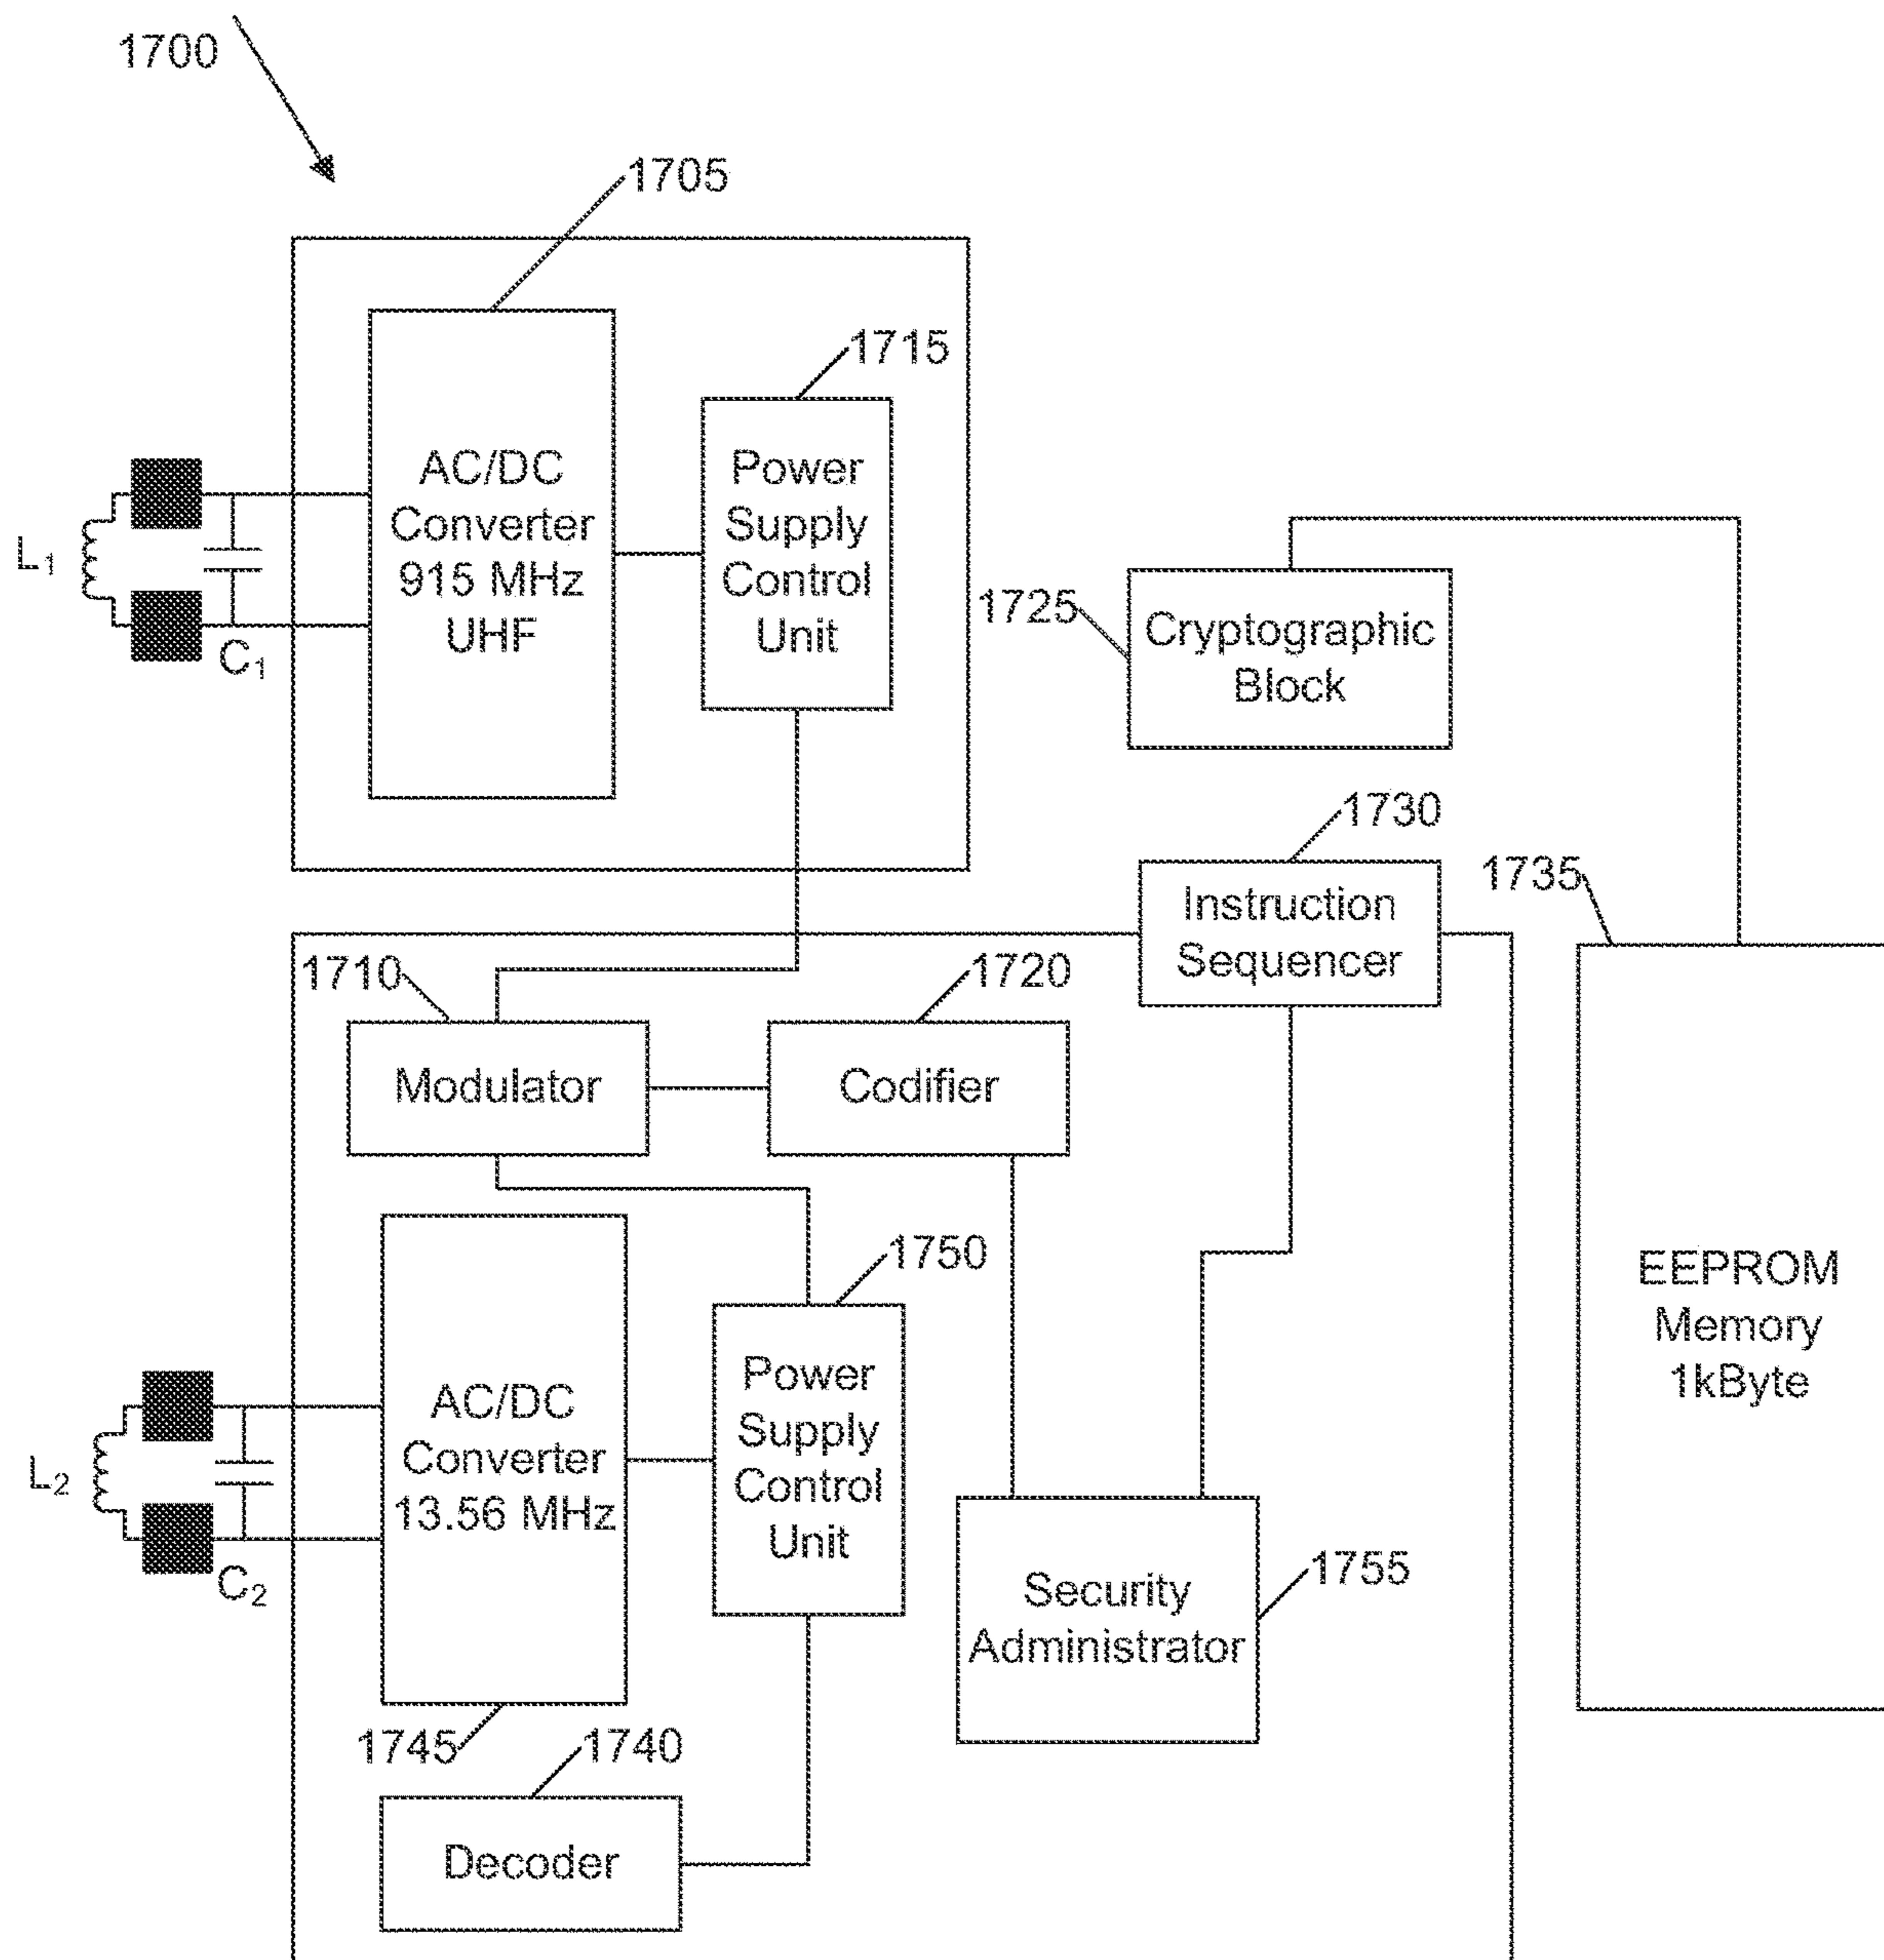 1700
1705
1715
AC/DC
Converter
915 MHz
UHF
Power
Supply
Control
Unit
L1
C1
1725
Cryptographic
Block
1730
1735
Instruction
Sequencer
1710
1720
Modulator
Codifier
1750
EEPROM
Memory
1kByte
AC/DC
Converter
13.56 MHz
Power
Supply
Control
Unit
L2
C2
1755
Security
Administrator
1745
1740
Decoder